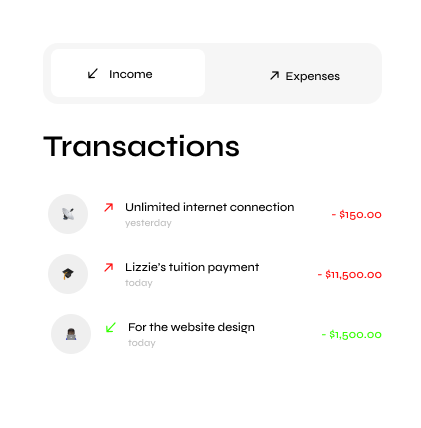 Income
Expenses
Transactions
Unlimited internet connection
- $150.00
yesterday
Lizzie's tuition payment
- $11,500.00
today
For the website design
- $1,500.00
today